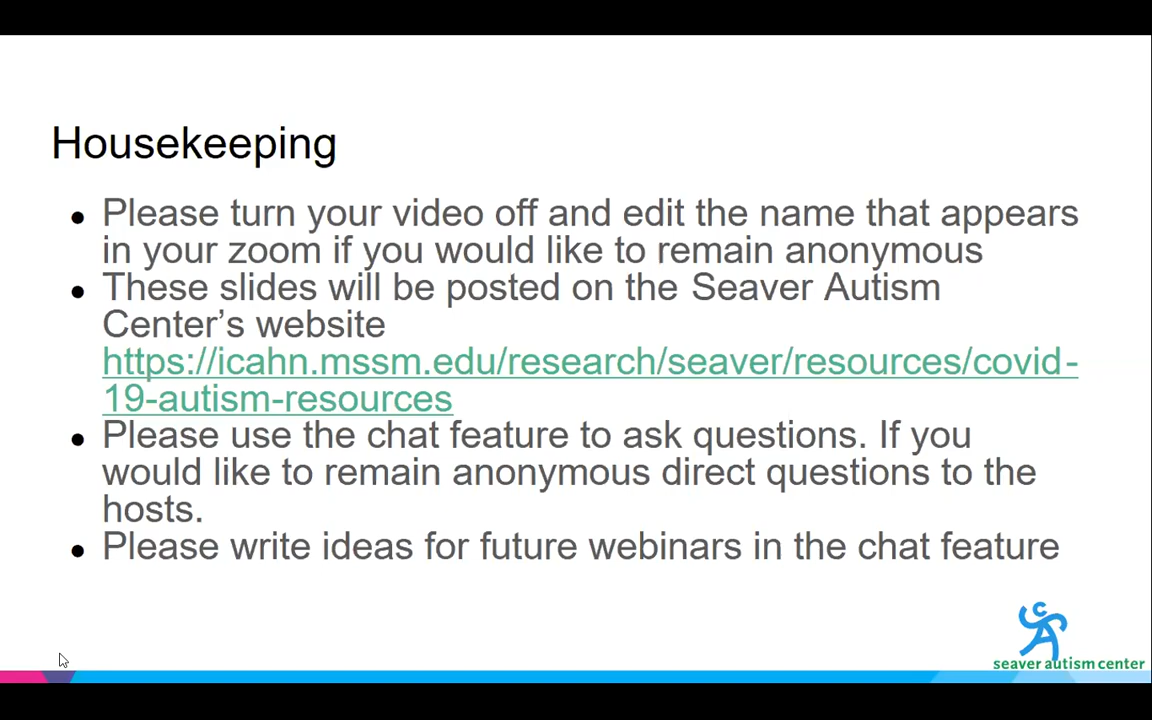 Housekeeping
● Please turn your video off and edit the name that appears
in your zoom if you would like to remain anonymous
● These slides will be posted on the Seaver Autism
Center’s website
https://icahn.mssm.edu/research/seaver/resources/covid-
19-autism-resources
● Please use the chat feature to ask questions. If you
would like to remain anonymous direct questions to the
hosts.
● Please write ideas for future webinars in the chat feature
seaver autism center